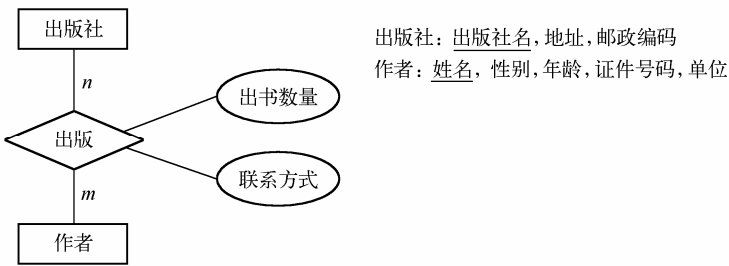 出版社
n
出版
m
作者
出书数量
联系方式
出版社：出版社名，地址，邮政编码
作者：姓名，性别，年龄，证件号码，单位